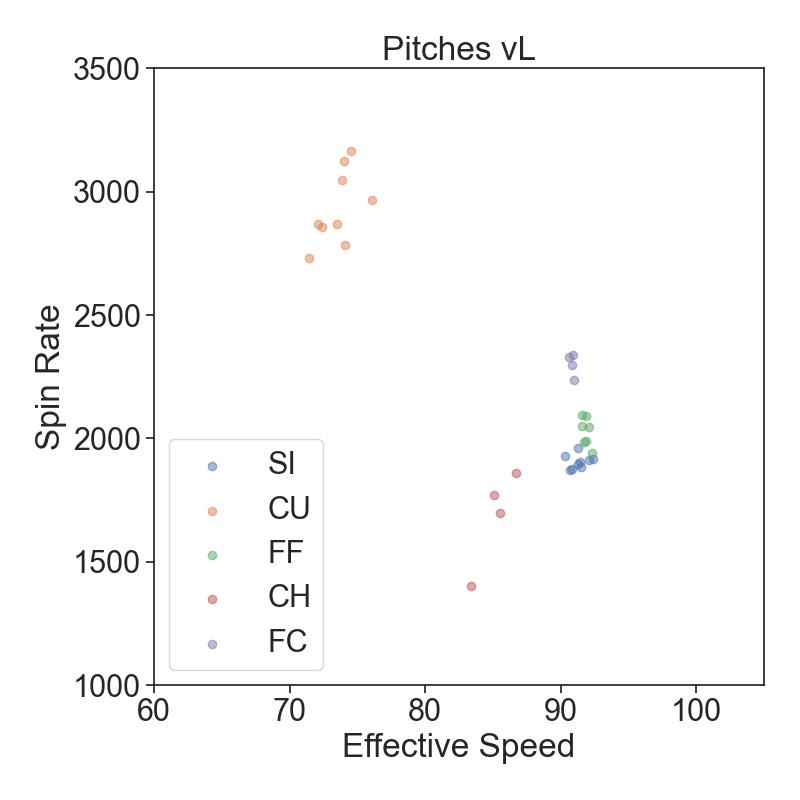 Pitches vL
3500
3000
2500
2000
1500
1000
Spin Rate
SI
CU
FF
CH
FC
60 70 80 90 100
Effective Speed